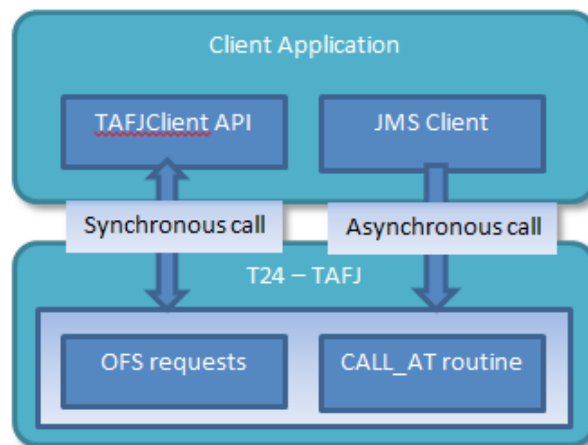 Client Application
TAFJClient API
JMS Client
Synchronous call
Asynchronous call
T24 – TAFJ
OFS requests
CALL_AT routine